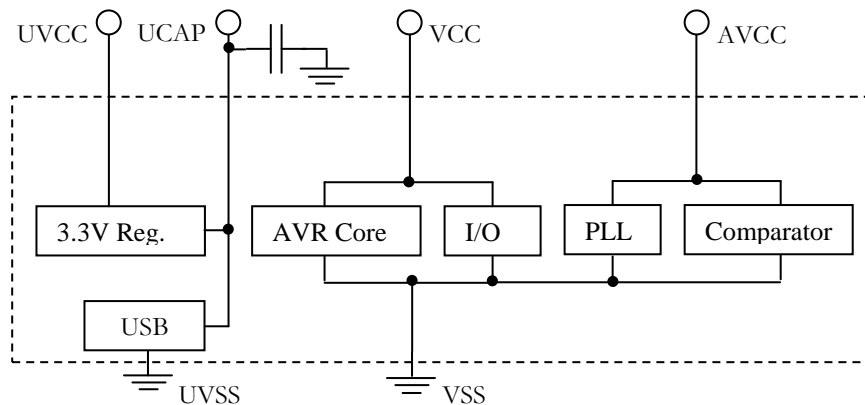 UVCC
UCAP
VCC
AVCC
3.3V Reg.
AVR Core
I/O
PLL
Comparator
USB
UVSS
VSS